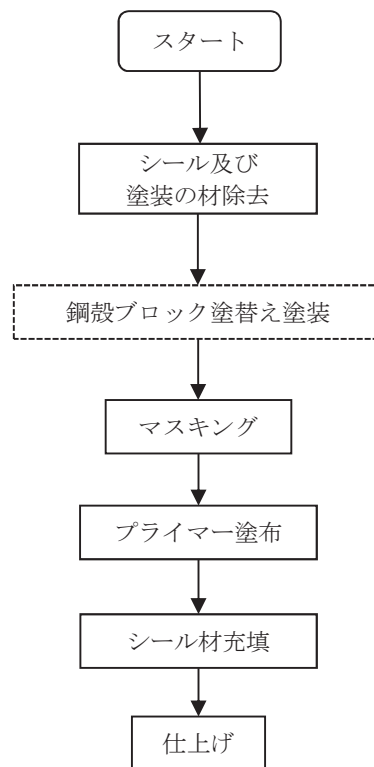 スタート
シール及び
塗装の材除去
鋼殻ブロック塗替え塗装
マスキング
プライマー塗布
シール材充填
仕上げ